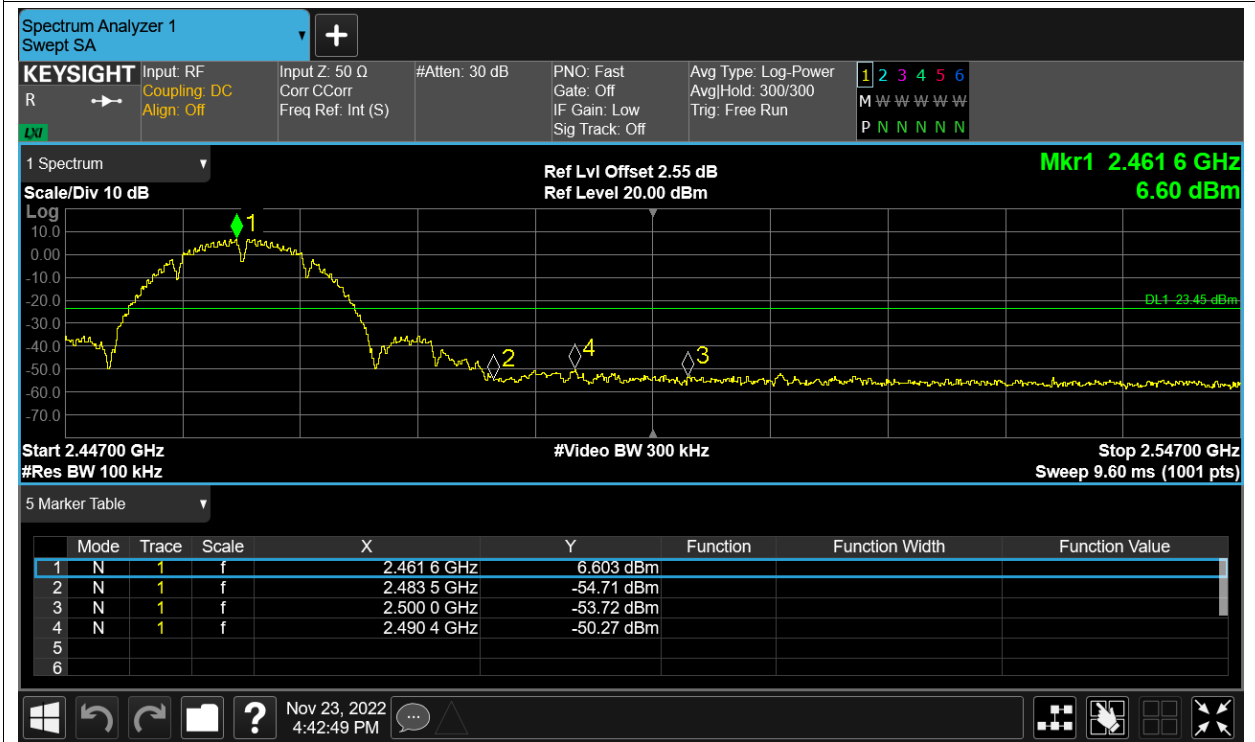 Spectrum Analyzer 1
Swept SA
+
KEYSIGHT Input: RF Input Z: 50 Ω #Atten: 30 dB PNO: Fast Avg Type: Log-Power 1 2 3 4 5 6
R Coupling: DC Corr CCorr Gate: Off Avg|Hold: 300/300 M W W W W W
Align: Off Freq Ref: Int (S) IF Gain: Low Trig: Free Run
LXI Sig Track: Off P N N N N N
1 Spectrum Ref Lvl Offset 2.55 dB Mkr1 2.461 6 GHz
Scale/Div 10 dB Ref Level 20.00 dBm 6.60 dBm
Log
10.0
0.00
-10.0
-20.0
-30.0
-40.0
-50.0
-60.0
-70.0
1
2
4
3
DL1 -23.45 dBm
Start 2.44700 GHz #Video BW 300 kHz Stop 2.54700 GHz
#Res BW 100 kHz Sweep 9.60 ms (1001 pts)
5 Marker Table
Mode Trace Scale X Y Function Function Width Function Value
1 N 1 f 2.461 6 GHz 6.603 dBm
2 N 1 f 2.483 5 GHz -54.71 dBm
3 N 1 f 2.500 0 GHz -53.72 dBm
4 N 1 f 2.490 4 GHz -50.27 dBm
5
6
? Nov 23, 2022
4:42:49 PM